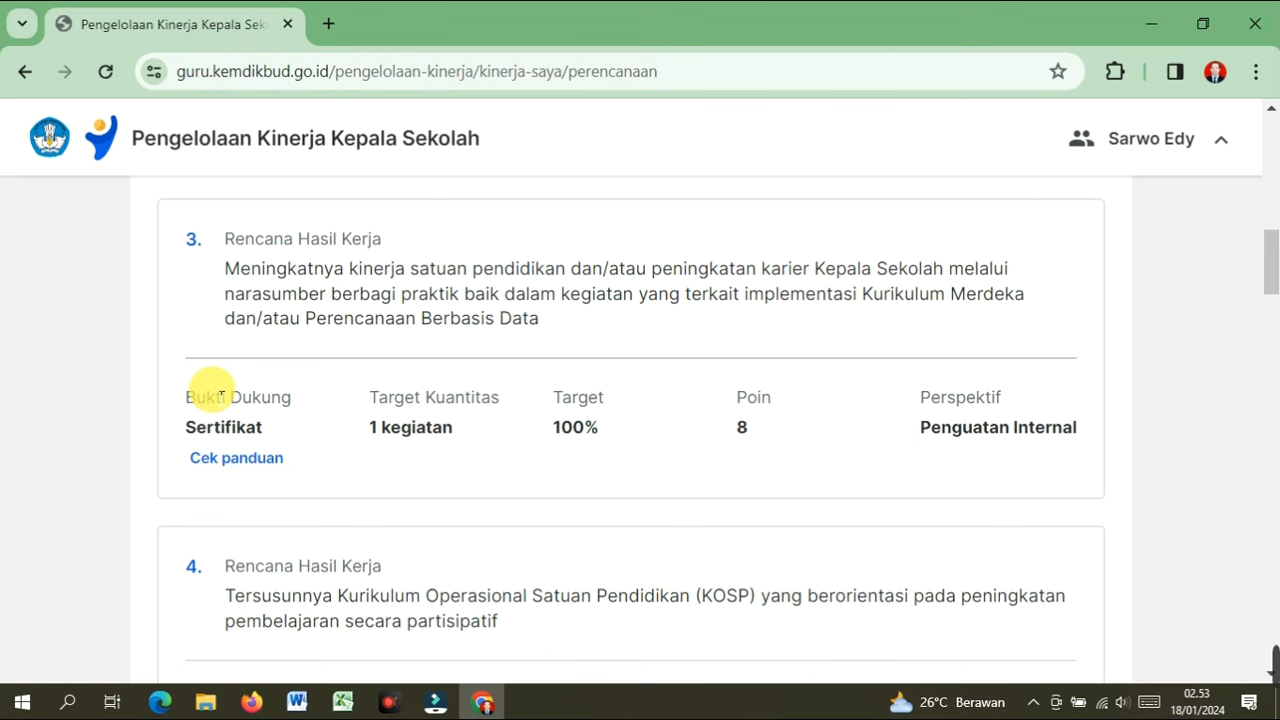 Pengelolaan Kinerja Kepala Sek
guru.kemdikbud.go.id/pengelolaan-kinerja/kinerja-saya/perencanaan
Pengelolaan Kinerja Kepala Sekolah
Sarwo Edy
3. Rencana Hasil Kerja
Meningkatnya kinerja satuan pendidikan dan/atau peningkatan karier Kepala Sekolah melalui
narasumber berbagi praktik baik dalam kegiatan yang terkait implementasi Kurikulum Merdeka
dan/atau Perencanaan Berbasis Data
Bukti Dukung Target Kuantitas Target Poin Perspektif
Sertifikat 1 kegiatan 100% 8 Penguatan Internal
Cek panduan
4. Rencana Hasil Kerja
Tersusunnya Kurikulum Operasional Satuan Pendidikan (KOSP) yang berorientasi pada peningkatan
pembelajaran secara partisipatif
26°C Berawan
02.53
18/01/2024